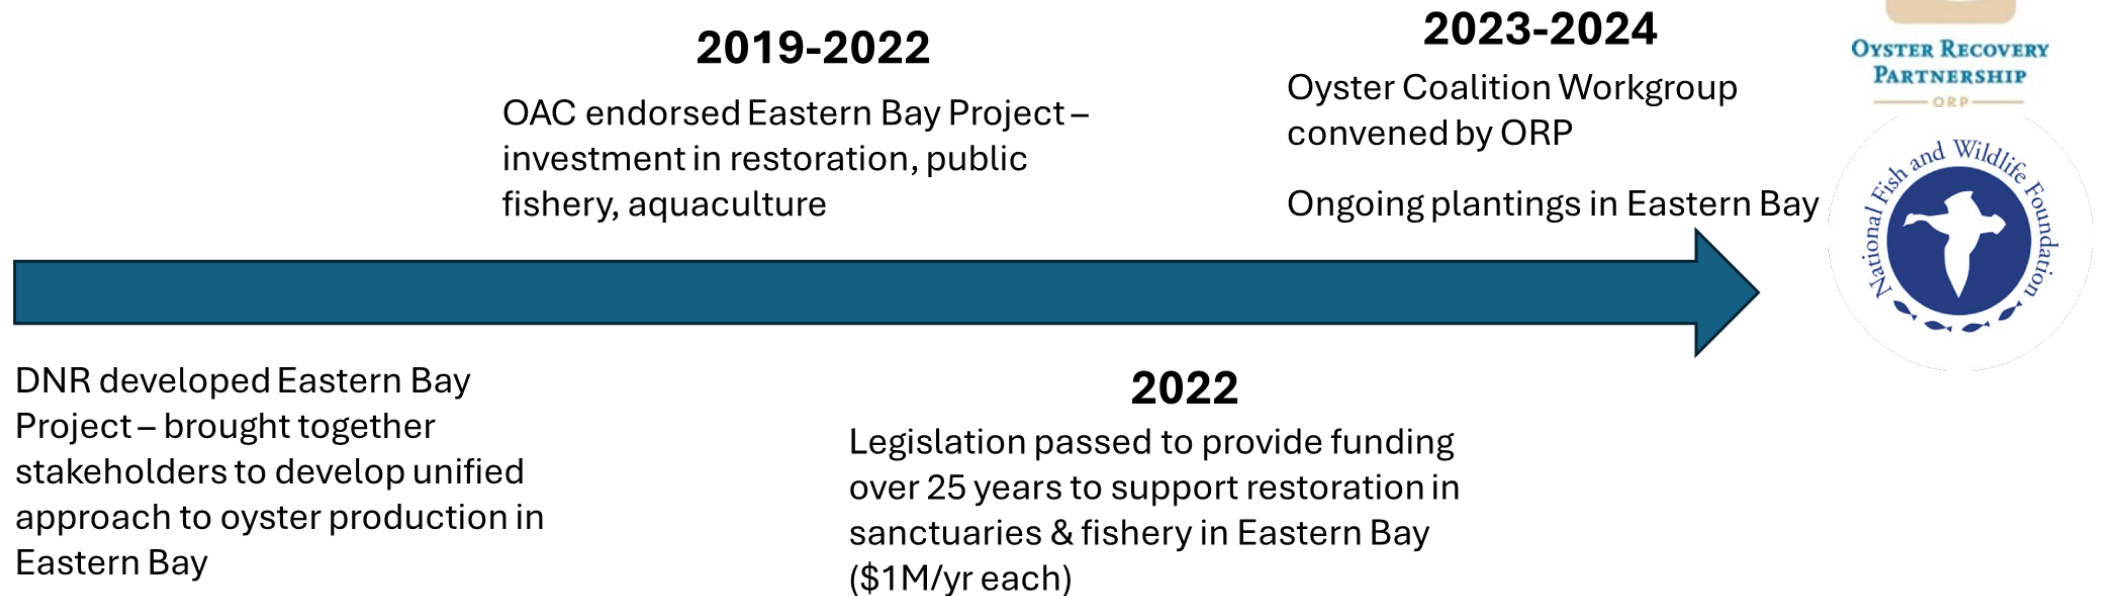 2019-2022
OAC endorsed Eastern Bay Project –
investment in restoration, public
fishery, aquaculture
2023-2024
Oyster Coalition Workgroup
convened by ORP
Ongoing plantings in Eastern Bay
OYSTER RECOVERY
PARTNERSHIP
ORP
National Fish and Wildlife Foundation
DNR developed Eastern Bay
Project – brought together
stakeholders to develop unified
approach to oyster production in
Eastern Bay
2022
Legislation passed to provide funding
over 25 years to support restoration in
sanctuaries & fishery in Eastern Bay
($1M/yr each)